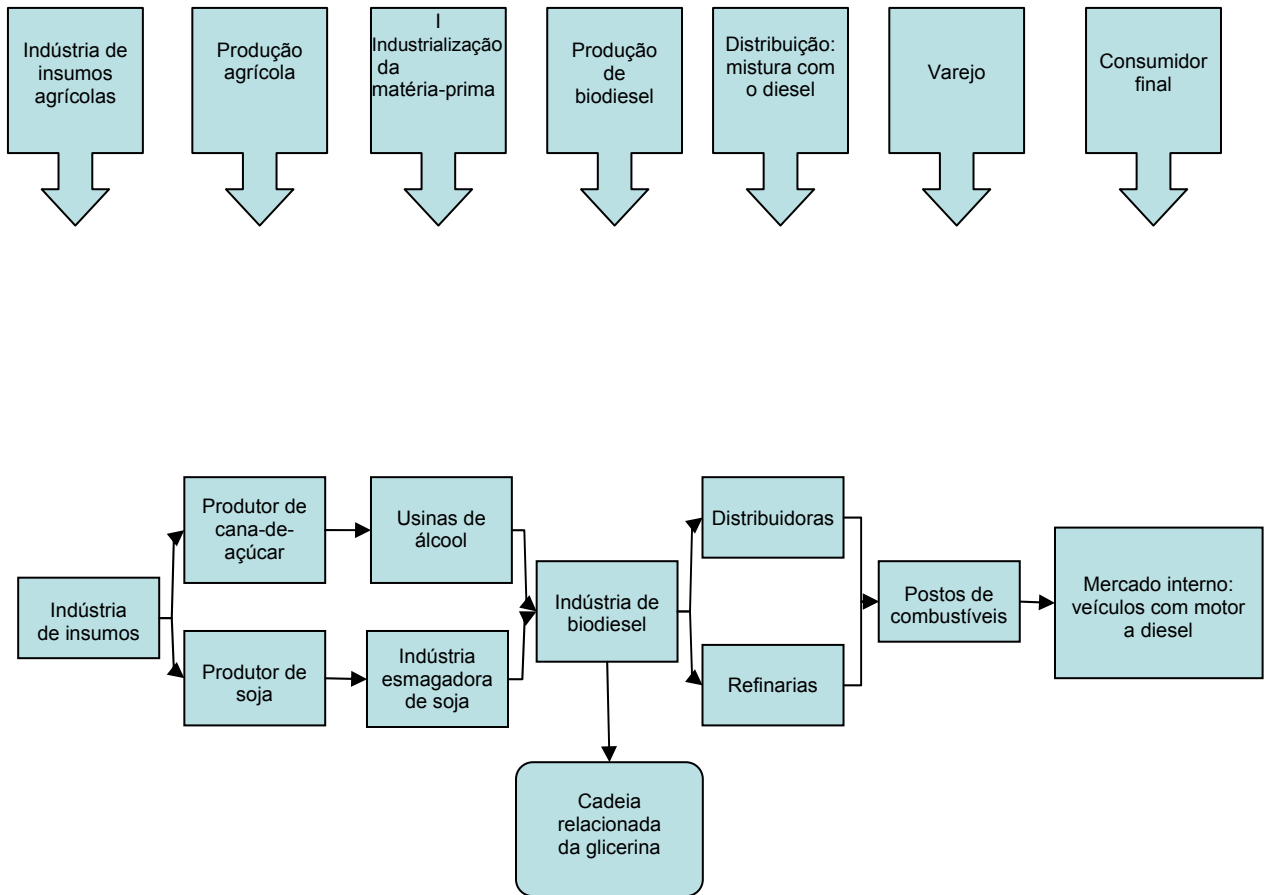 Indústria de
insumos
agrícolas
Produção
agrícola
I
Industrialização
da
matéria-prima
Produção
de
biodiesel
Distribuição:
mistura com
o diesel
Varejo
Consumidor
final
Indústria
de insumos
Produtor de
cana-de-
açúcar
Usinas de
álcool
Produtor de
soja
Indústria
esmagadora
de soja
Indústria de
biodiesel
Distribuidoras
Refinarias
Postos de
combustíveis
Mercado interno:
veículos com motor
a diesel
Cadeia
relacionada
da glicerina